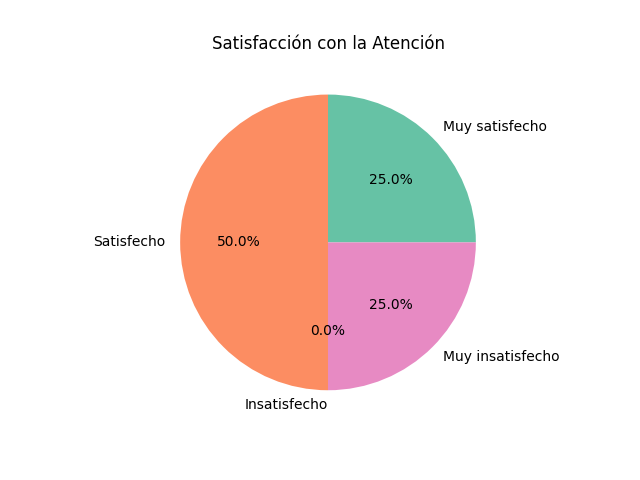 Satisfacción con la Atención
Muy satisfecho
25.0%
Satisfecho
50.0%
25.0%
0.0%
Muy insatisfecho
Insatisfecho